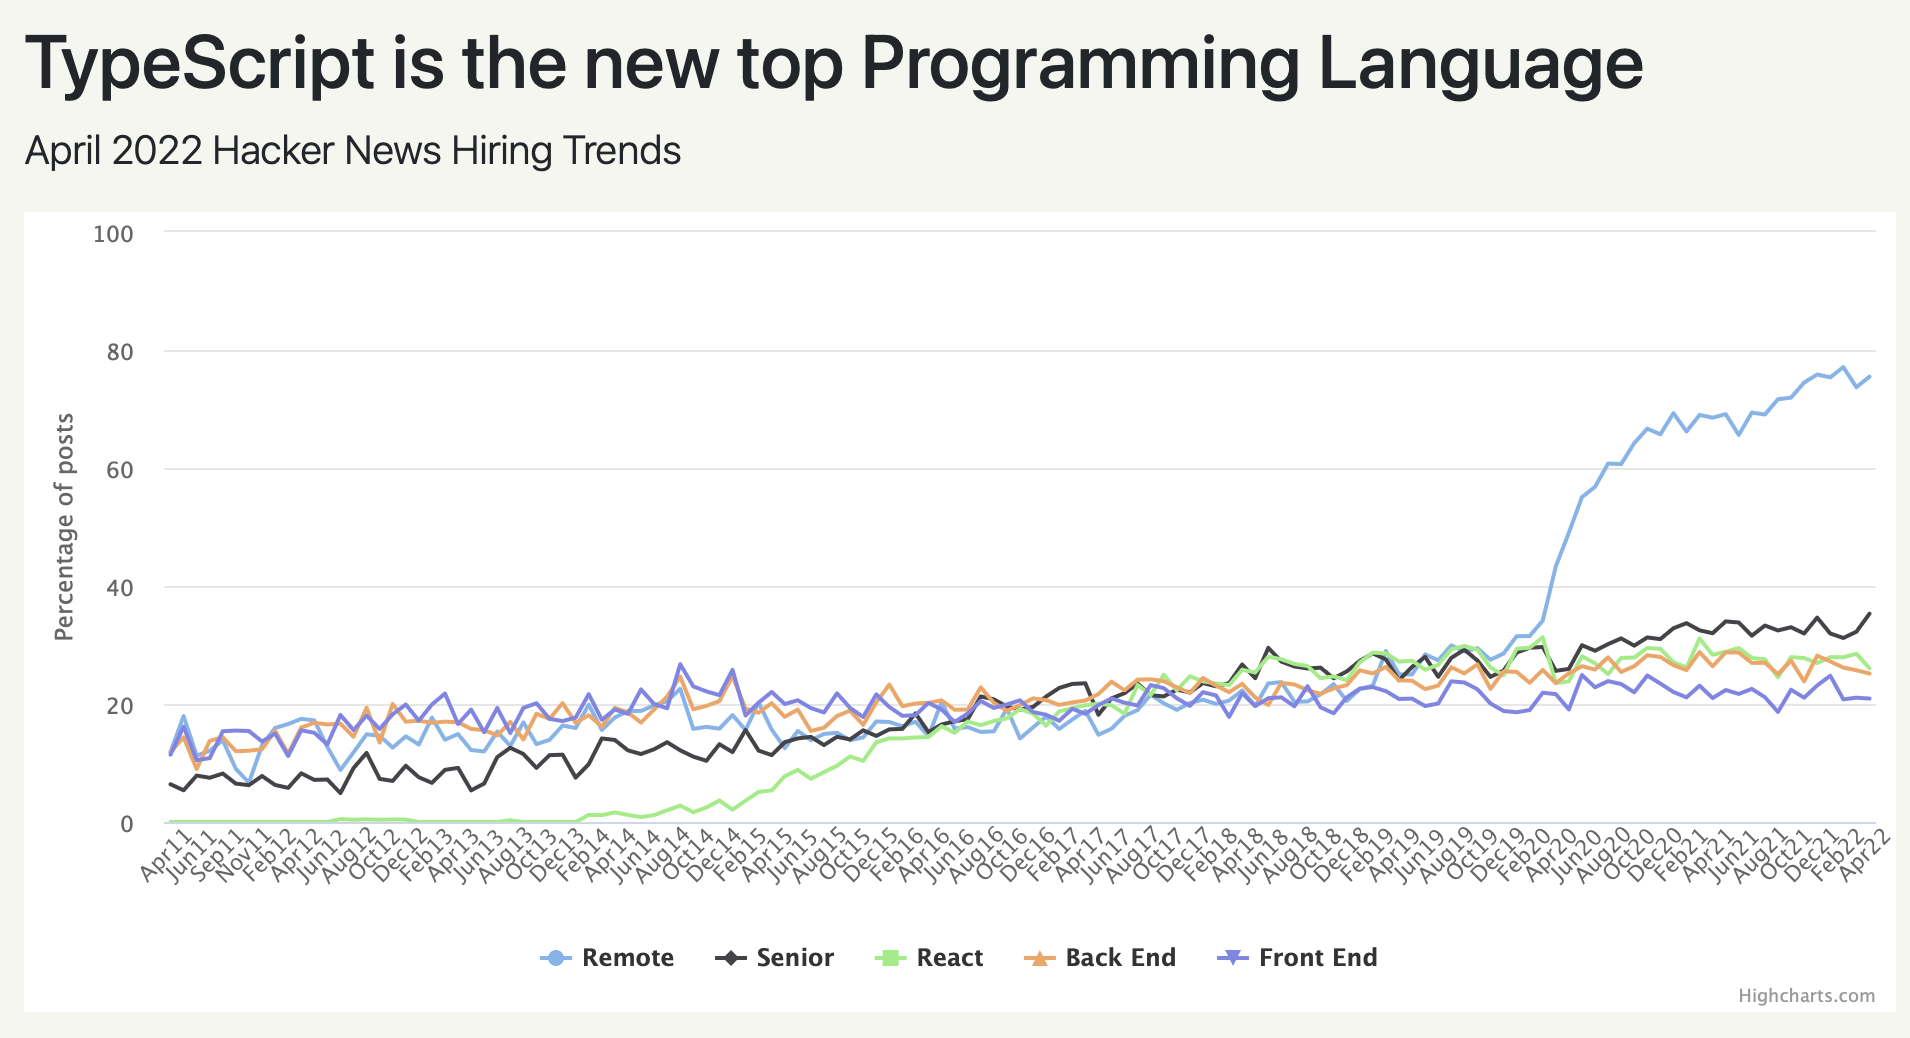 TypeScript is the new top Programming Language
April 2022 Hacker News Hiring Trends
100
80
60
40
20
0
Percentage of posts
Apr11
Jun11
Sep11
Nov11
Feb12
Apr12
Jun12
Aug12
Oct12
Dec12
Feb13
Apr13
Jun13
Aug13
Oct13
Dec13
Feb14
Apr14
Jun14
Aug14
Oct14
Dec14
Feb15
Apr15
Jun15
Aug15
Oct15
Dec15
Feb16
Apr16
Jun16
Aug16
Oct16
Dec16
Feb17
Apr17
Jun17
Aug17
Oct17
Dec17
Feb18
Apr18
Jun18
Aug18
Oct18
Dec18
Feb19
Apr19
Jun19
Aug19
Oct19
Dec19
Feb20
Apr20
Jun20
Aug20
Oct20
Dec20
Feb21
Apr21
Jun21
Aug21
Oct21
Dec21
Feb22
Apr22
Remote Senior React Back End Front End
Highcharts.com